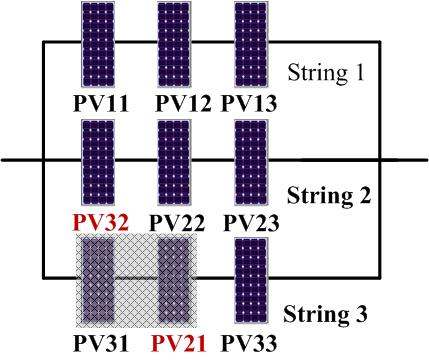 String 1
PV11 PV12 PV13
String 2
PV32 PV22 PV23
String 3
PV31 PV21 PV33